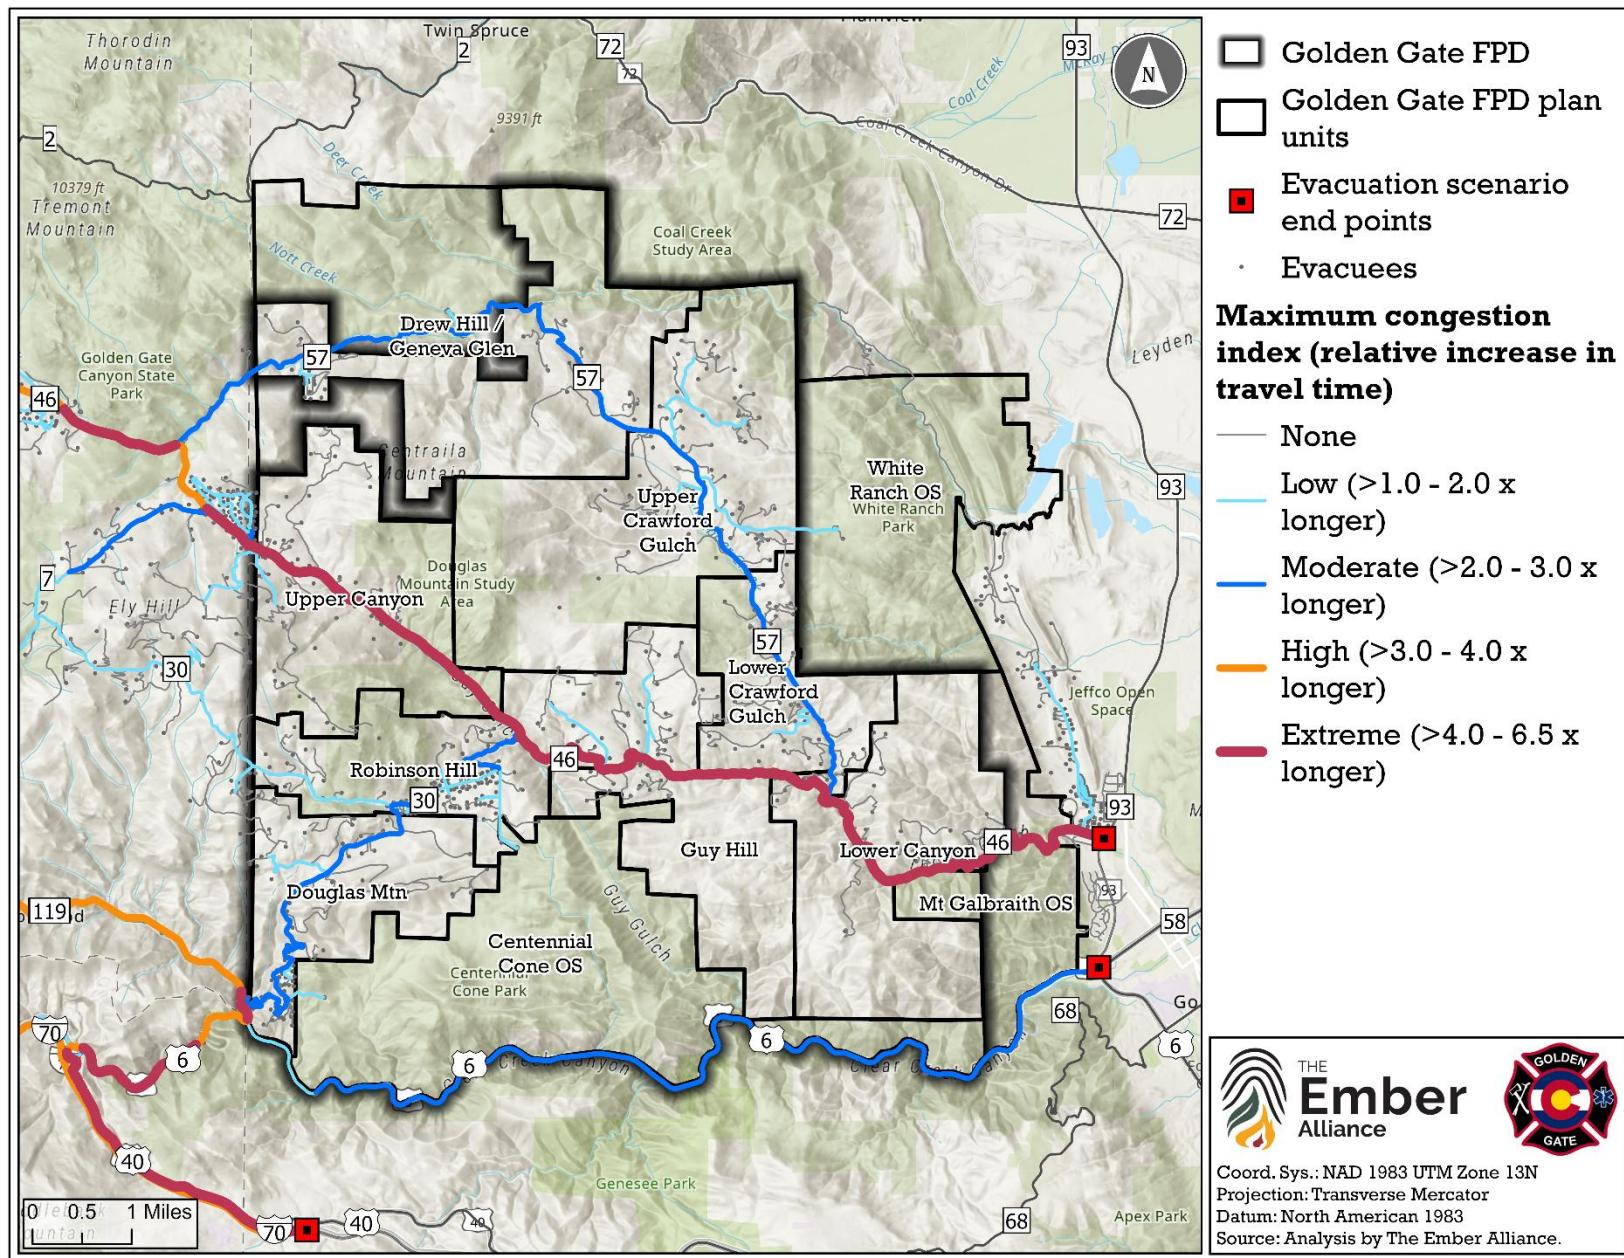 Thorodin
Mountain
Twin Spruce
2
72
72
93
N
2
9391 ft
Coal Creek
Coal Creek Canyon Dr
Deer Creek
10379 ft
Tremont
Mountain
72
Coal Creek
Study Area
Nott Creek
Drew Hill /
Geneva Glen
Leyden
57
Golden Gate
Canyon State
Park
57
46
White
Ranch OS
White Ranch
Park
93
Upper
Crawford
Gulch
7
Douglas
Mountain Study
Area
Ely Hill
Upper Canyon
57
30
Lower
Crawford
Gulch
Jeffco Open
Space
46
Robinson Hill
30
93
46
Guy Hill
Lower Canyon
Douglas Mtn
93
Mt Galbraith OS
119
Guy Gulch
58
Centennial
Cone OS
Centennial
Cone Park
68
Go
70
6
6
6
6
Clear Creek Canyon
40
Genesee Park
0 0.5 1 Miles
70
40
40
68
Apex Park
Golden Gate FPD
Golden Gate FPD plan
units
Evacuation scenario
end points
Evacuees
Maximum congestion
index (relative increase in
travel time)
None
Low (>1.0 - 2.0 x
longer)
Moderate (>2.0 - 3.0 x
longer)
High (>3.0 - 4.0 x
longer)
Extreme (>4.0 - 6.5 x
longer)
THE
Ember
Alliance
GOLDEN
GATE
Coord. Sys.: NAD 1983 UTM Zone 13N
Projection: Transverse Mercator
Datum: North American 1983
Source: Analysis by The Ember Alliance.